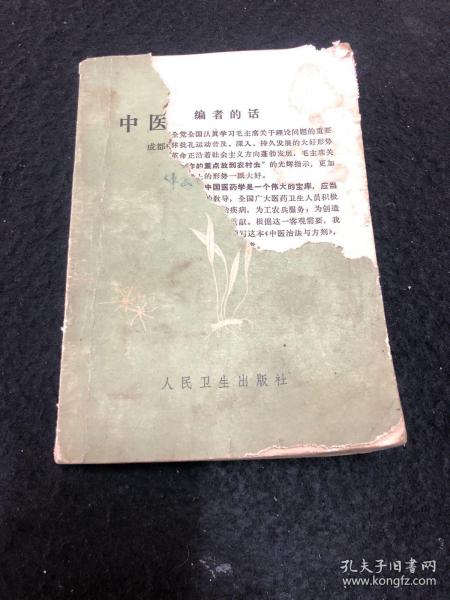 中医
成都
编者的话
全党全国认真学习毛主席关于理论问题的重要
林批孔运动普及、深入、持久发展的大好形势
革命正沿着社会主义方向蓬勃发展，毛主席关
作的重点放到农村去”的光辉指示，更加
上的形势一派大好。
中国医药学是一个伟大的宝库，应当
的教导，全国广大医药卫生人员积极
治疾病，为工农兵服务；为创造
贡献。根据这一客观需要，我
写这本《中医治法与方剂》，
人民卫生出版社
孔夫子旧书网
www.kongfz.com